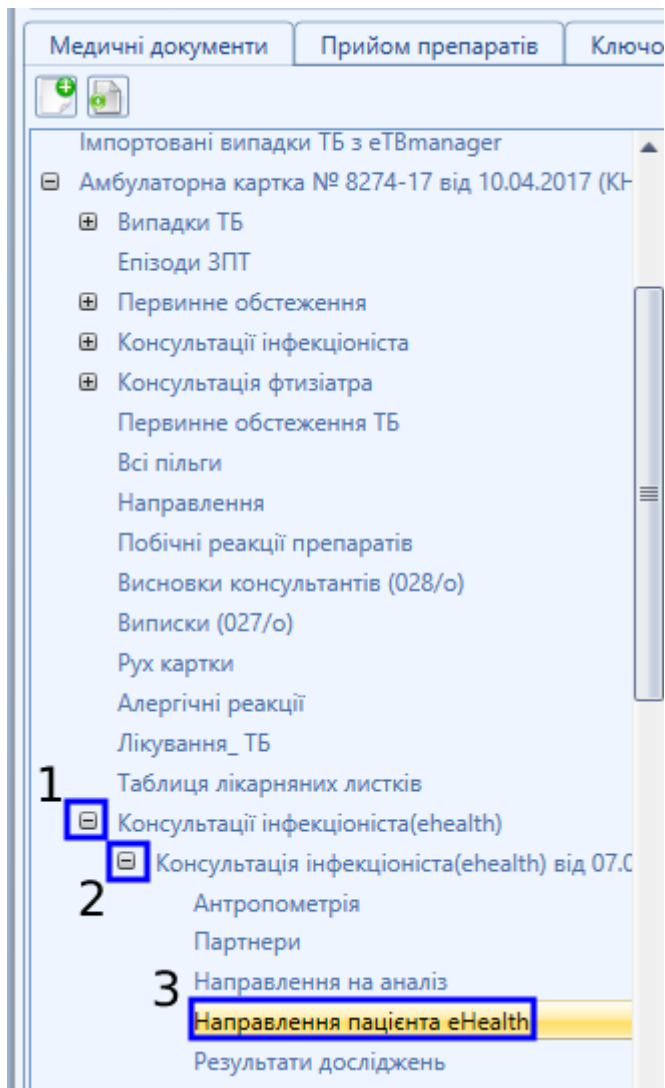 Медичні документи Прийом препаратів Ключо
Імпортовані випадки ТБ з eTBmanager
Амбулаторна картка № 8274-17 від 10.04.2017 (КН
Випадки ТБ
Епізоди ЗПТ
Первинне обстеження
Консультації інфекціоніста
Консультація фтизіатра
Первинне обстеження ТБ
Всі пільги
Направлення
Побічні реакції препаратів
Висновки консультантів (028/о)
Виписки (027/о)
Рух картки
Алергічні реакції
Лікування_ ТБ
1 Таблиця лікарняних листків
Консультації інфекціоніста(ehealth)
Консультація інфекціоніста(ehealth) від 07.0
2 Антропометрія
Партнери
3 Направлення на аналіз
Направлення пацієнта eHealth
Результати досліджень